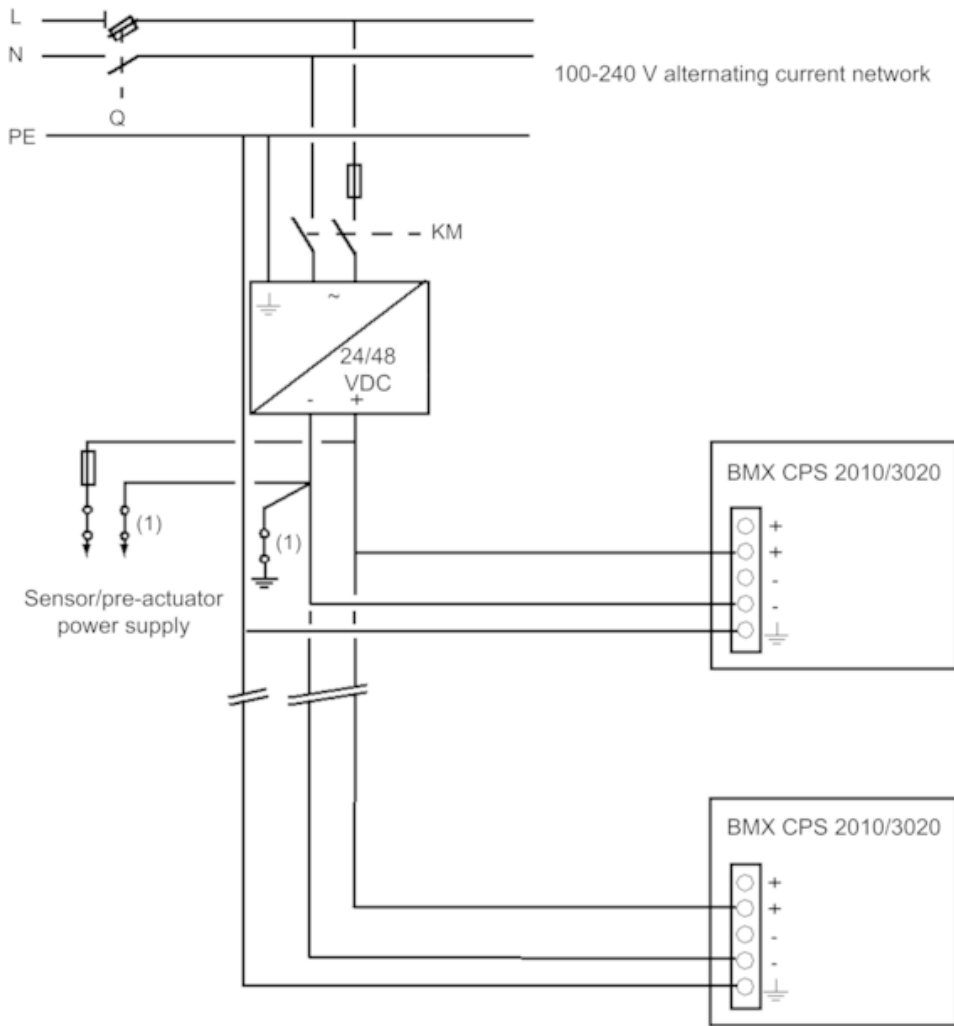 L
N
100-240 V alternating current network
Q
PE
KM
~
24/48
VDC
- +
(1)
(1)
Sensor/pre-actuator
power supply
BMX CPS 2010/3020
+
+
-
-
BMX CPS 2010/3020
+
+
-
-